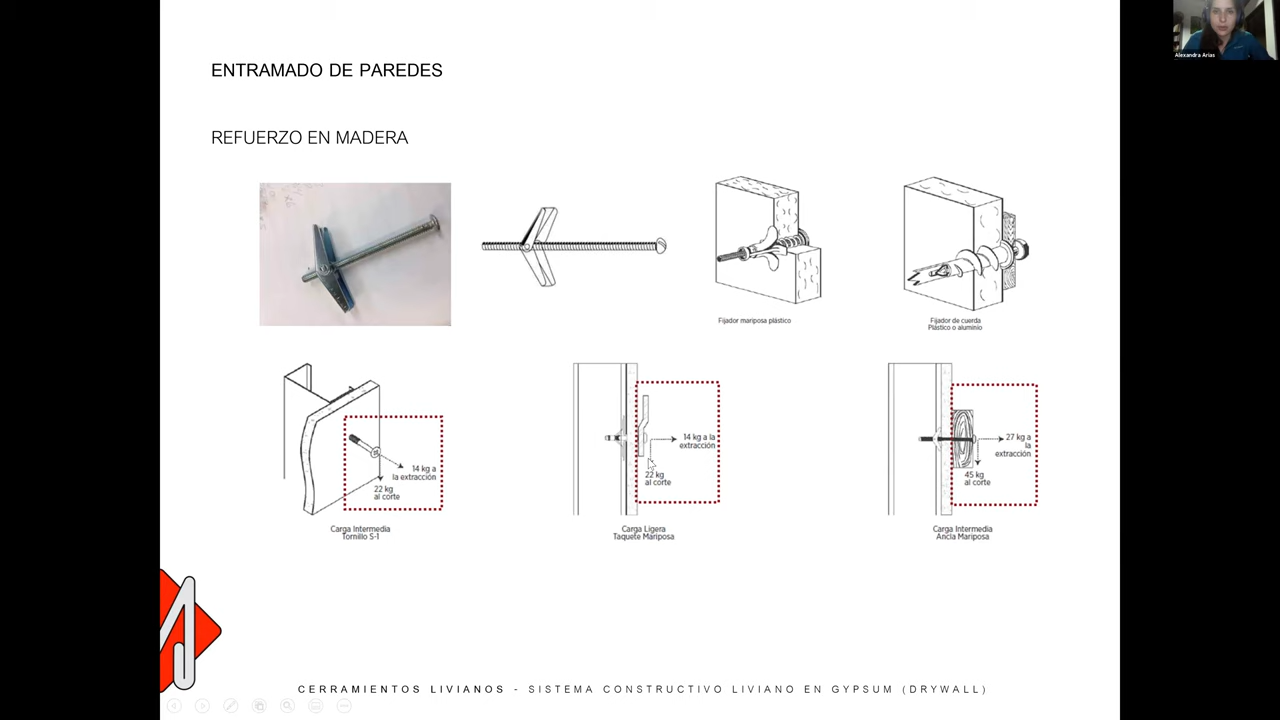 Alexandra Arias
ENTRAMADO DE PAREDES
REFUERZO EN MADERA
Fijador mariposa plástico
Fijador de cuerda
Plástico o aluminio
14 kg a
la extracción
22 kg
al corte
Carga Intermedia
Tornillo S-1
14 kg a la
extracción
22 kg
al corte
Carga Ligera
Taquete Mariposa
27 kg a
la
extracción
45 kg
al corte
Carga Intermedia
Ancla Mariposa
CERRAMIENTOS LIVIANOS - SISTEMA CONSTRUCTIVO LIVIANO EN GYPSUM (DRYWALL)